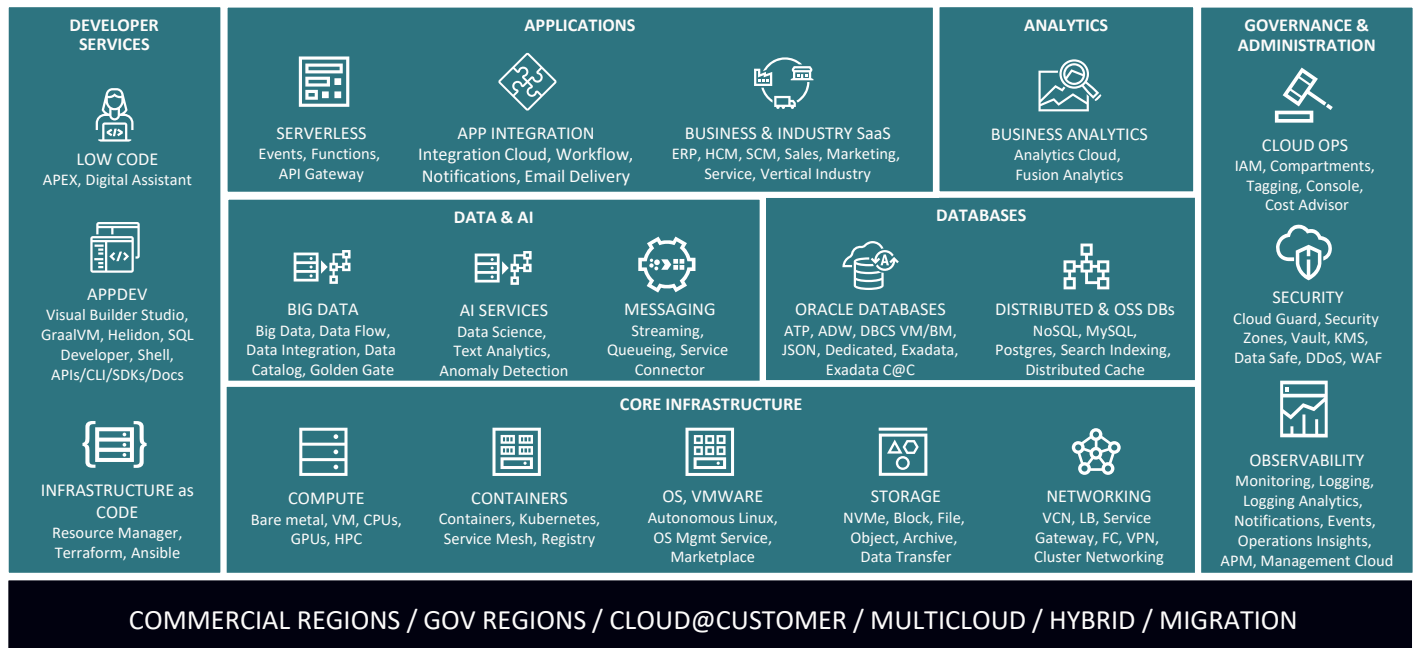 DEVELOPER
SERVICES
LOW CODE
APEX, Digital Assistant
APPDEV
Visual Builder Studio,
GraalVM, Helidon, SQL
Developer, Shell,
APIs/CLI/SDKs/Docs
INFRASTRUCTURE as
CODE
Resource Manager,
Terraform, Ansible
APPLICATIONS
SERVERLESS
Events, Functions,
API Gateway
APP INTEGRATION
Integration Cloud, Workflow,
Notifications, Email Delivery
BUSINESS & INDUSTRY SaaS
ERP, HCM, SCM, Sales, Marketing,
Service, Vertical Industry
ANALYTICS
BUSINESS ANALYTICS
Analytics Cloud,
Fusion Analytics
DATA & AI
BIG DATA
Big Data, Data Flow,
Data Integration, Data
Catalog, Golden Gate
AI SERVICES
Data Science,
Text Analytics,
Anomaly Detection
MESSAGING
Streaming,
Queueing, Service
Connector
DATABASES
A
ORACLE DATABASES
ATP, ADW, DBCS VM/BM,
JSON, Dedicated, Exadata,
Exadata C@C
DISTRIBUTED & OSS DBs
NoSQL, MySQL,
Postgres, Search Indexing,
Distributed Cache
CORE INFRASTRUCTURE
COMPUTE
Bare metal, VM, CPUs,
GPUs, HPC
CONTAINERS
Containers, Kubernetes,
Service Mesh, Registry
OS, VMWARE
Autonomous Linux,
OS Mgmt Service,
Marketplace
STORAGE
NVMe, Block, File,
Object, Archive,
Data Transfer
NETWORKING
VCN, LB, Service
Gateway, FC, VPN,
Cluster Networking
GOVERNANCE &
ADMINISTRATION
CLOUD OPS
IAM, Compartments,
Tagging, Console,
Cost Advisor
SECURITY
Cloud Guard, Security
Zones, Vault, KMS,
Data Safe, DDoS, WAF
OBSERVABILITY
Monitoring, Logging,
Logging Analytics,
Notifications, Events,
Operations Insights,
APM, Management Cloud
COMMERCIAL REGIONS / GOV REGIONS / CLOUD@CUSTOMER / MULTICLOUD / HYBRID / MIGRATION